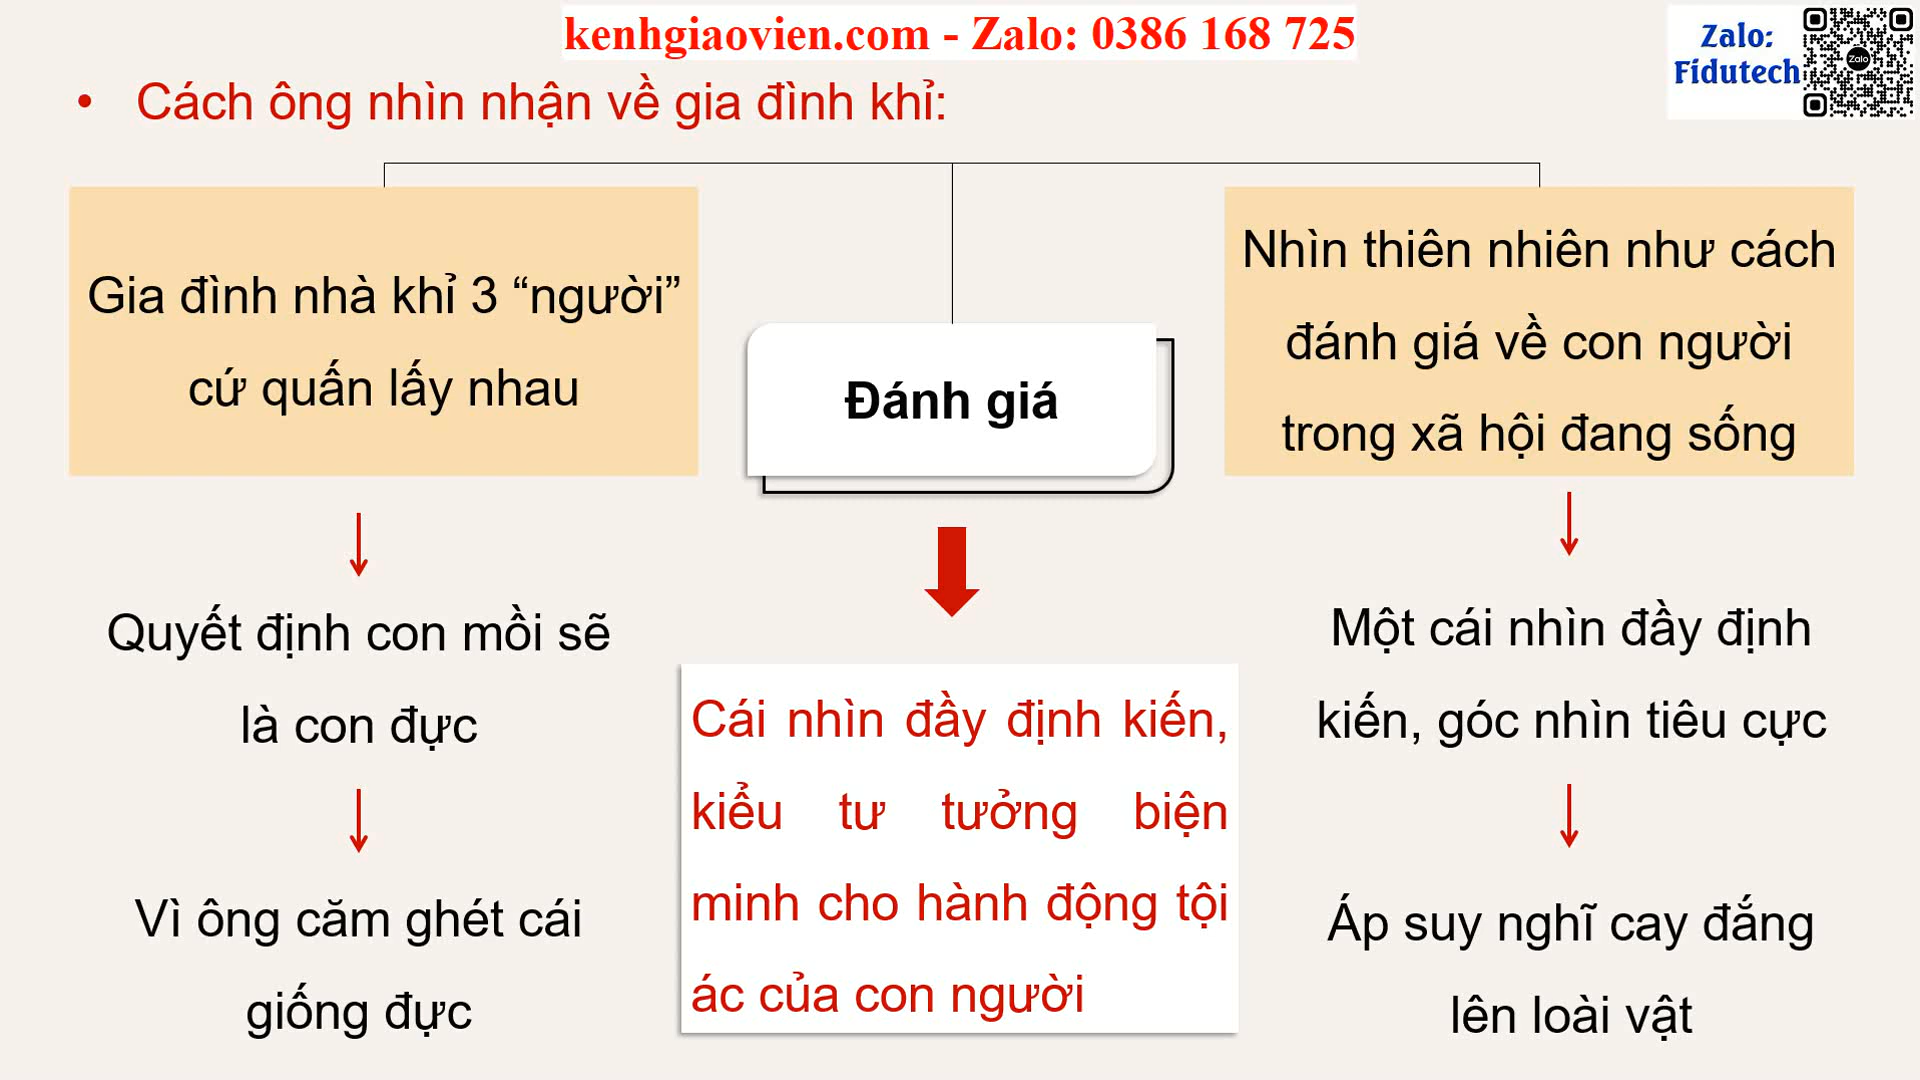 kenhgiaovien.com - Zalo: 0386 168 725
Zalo:
Fidutech
Zalo
• Cách ông nhìn nhận về gia đình khỉ:
Gia đình nhà khỉ 3 “người”
cứ quấn lấy nhau
Quyết định con mồi sẽ
là con đực
Vì ông căm ghét cái
giống đực
Đánh giá
Cái nhìn đầy định kiến,
kiểu tư tưởng biện
minh cho hành động tội
ác của con người
Nhìn thiên nhiên như cách
đánh giá về con người
trong xã hội đang sống
Một cái nhìn đầy định
kiến, góc nhìn tiêu cực
Áp suy nghĩ cay đắng
lên loài vật